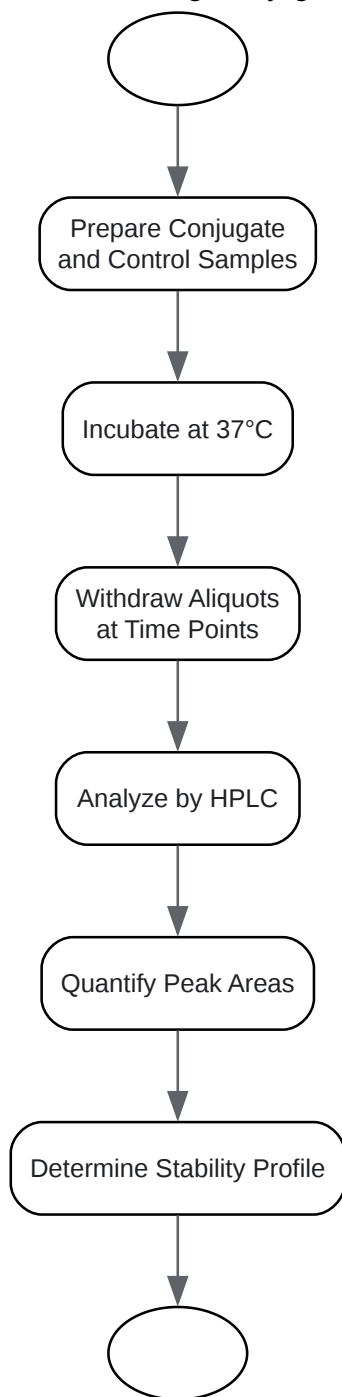 Prepare Conjugate
and Control Samples
Incubate at 37°C
Withdraw Aliquots
at Time Points
Analyze by HPLC
Quantify Peak Areas
Determine Stability Profile